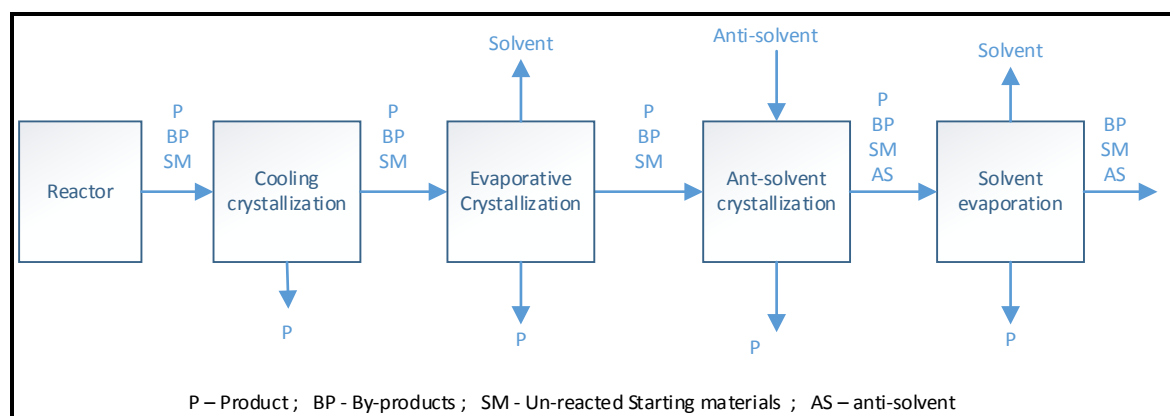 Solvent
Anti-solvent
Solvent
P
BP
SM
P
BP
SM
P
BP
SM
P
BP
SM
AS
BP
SM
AS
Reactor
Cooling
crystallization
Evaporative
Crystallization
Ant-solvent
crystallization
Solvent
evaporation
P
P
P
P
P – Product ; BP - By-products ; SM - Un-reacted Starting materials ; AS – anti-solvent